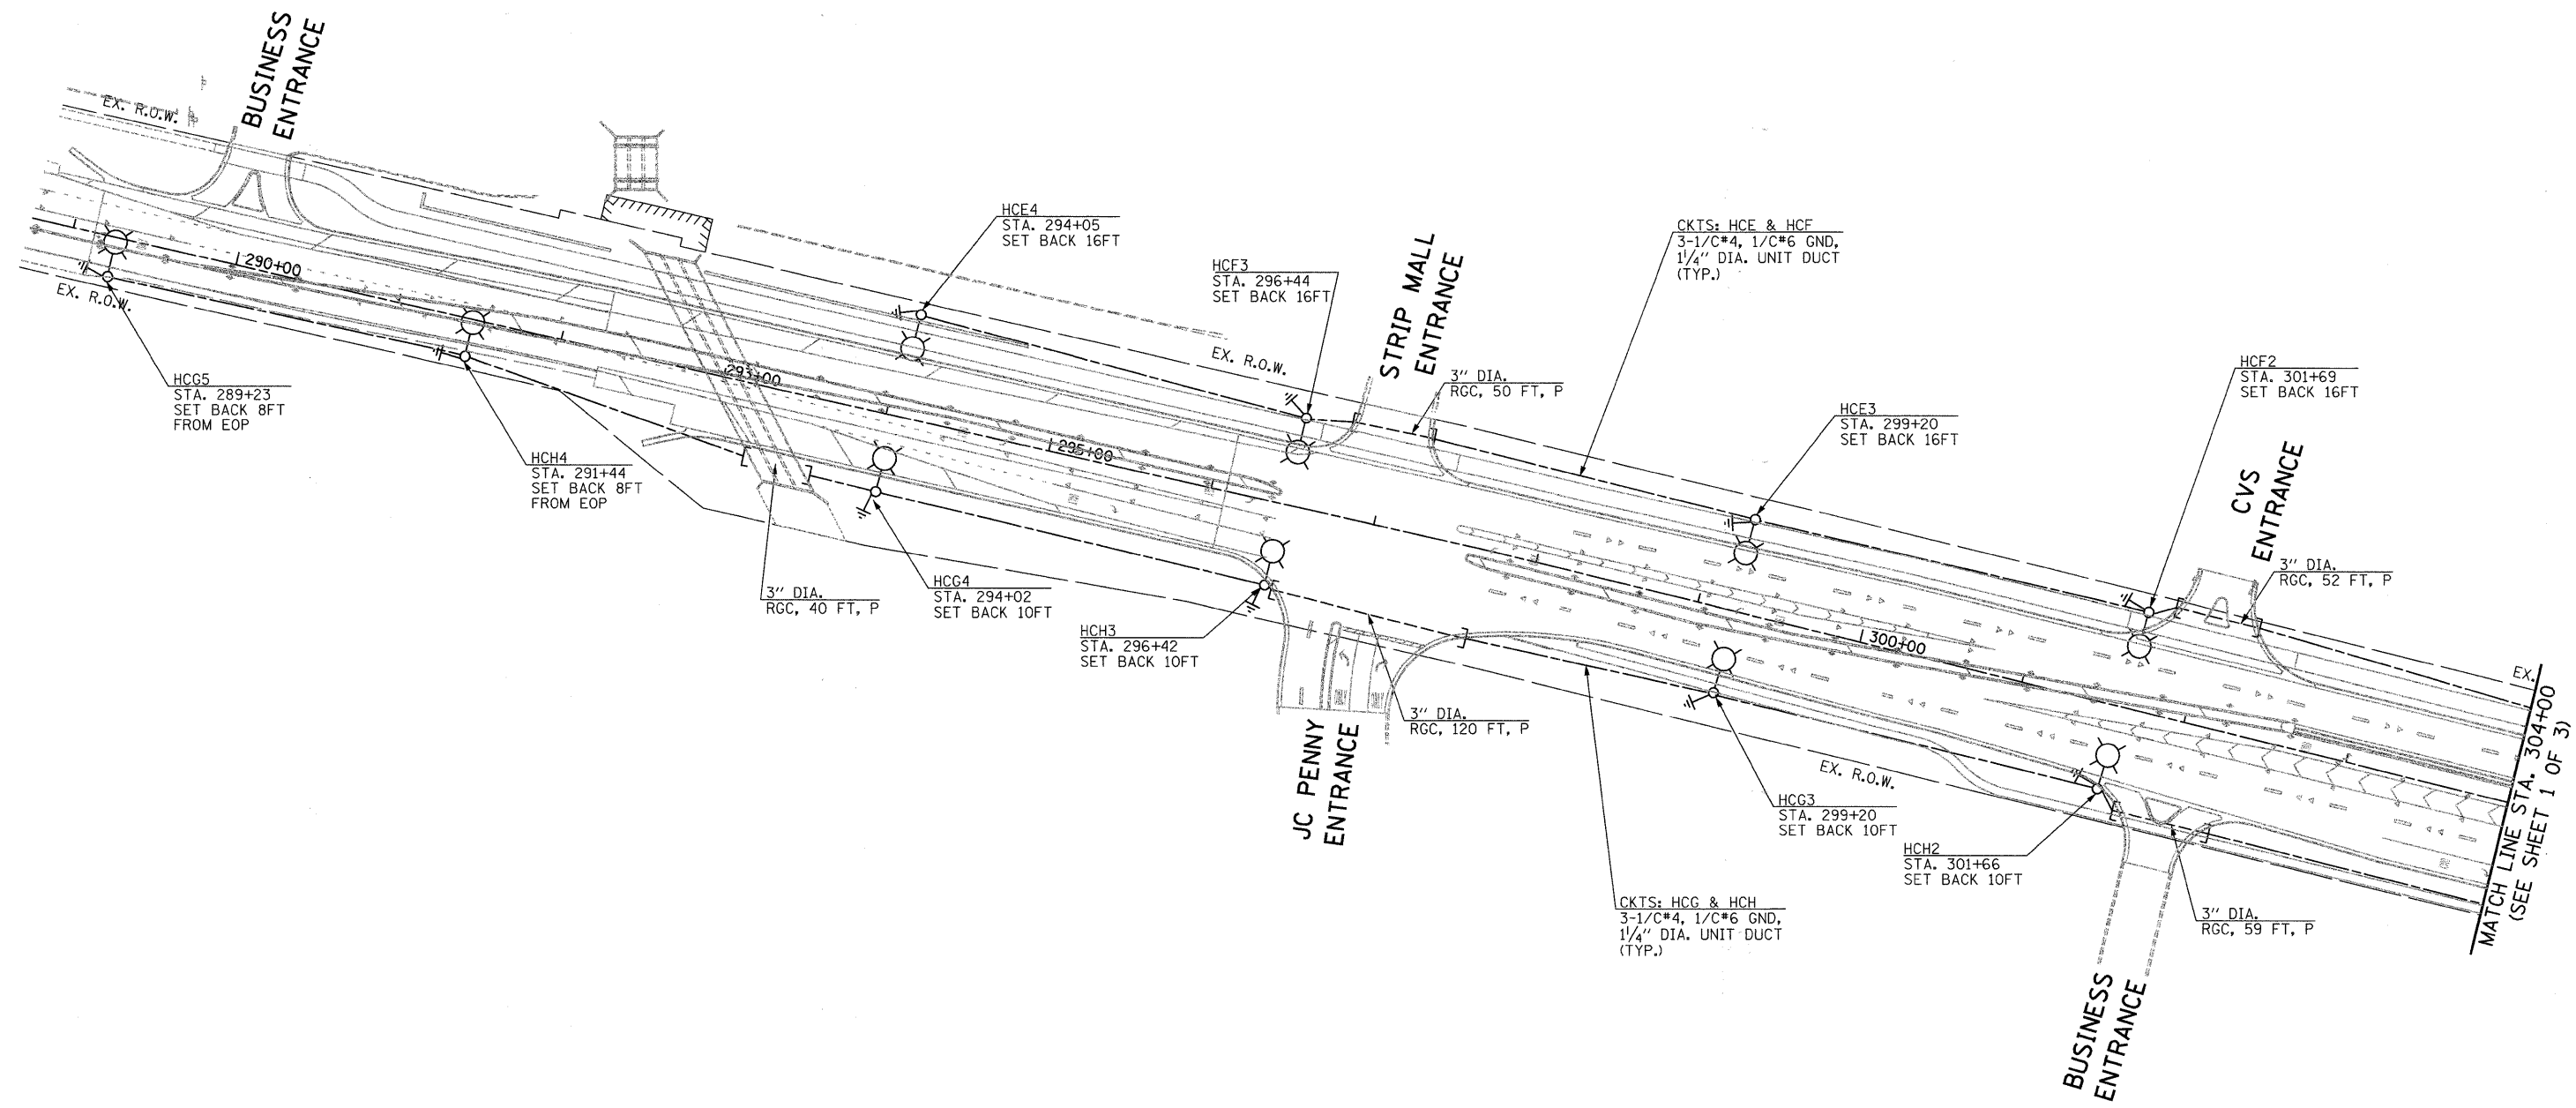 BUSINESS
ENTRANCE
EX. R.O.W.
290+00
EX. R.O.W.
HCG5
STA. 289+23
SET BACK 8FT
FROM EOP
HCH4
STA. 291+44
SET BACK 8FT
FROM EOP
293+00
HCE4
STA. 294+05
SET BACK 16FT
3" DIA.
RGC, 40 FT, P
HCG4
STA. 294+02
SET BACK 10FT
295+00
HCF3
STA. 296+44
SET BACK 16FT
EX. R.O.W.
STRIP MALL
ENTRANCE
3" DIA.
RGC, 50 FT, P
HCH3
STA. 296+42
SET BACK 10FT
JC PENNY
ENTRANCE
3" DIA.
RGC, 120 FT, P
CKTS: HCE & HCF
3-1/C#4, 1/C#6 GND,
1 1/4" DIA. UNIT DUCT
(TYP.)
CKTS: HCG & HCH
3-1/C#4, 1/C#6 GND,
1 1/4" DIA. UNIT DUCT
(TYP.)
HCE3
STA. 299+20
SET BACK 16FT
HCG3
STA. 299+20
SET BACK 10FT
300+00
EX. R.O.W.
HCF2
STA. 301+69
SET BACK 16FT
CVS
ENTRANCE
3" DIA.
RGC, 52 FT, P
HCH2
STA. 301+66
SET BACK 10FT
BUSINESS
ENTRANCE
3" DIA.
RGC, 59 FT, P
EX.
MATCH LINE STA. 304+00
(SEE SHEET 1 OF 3)